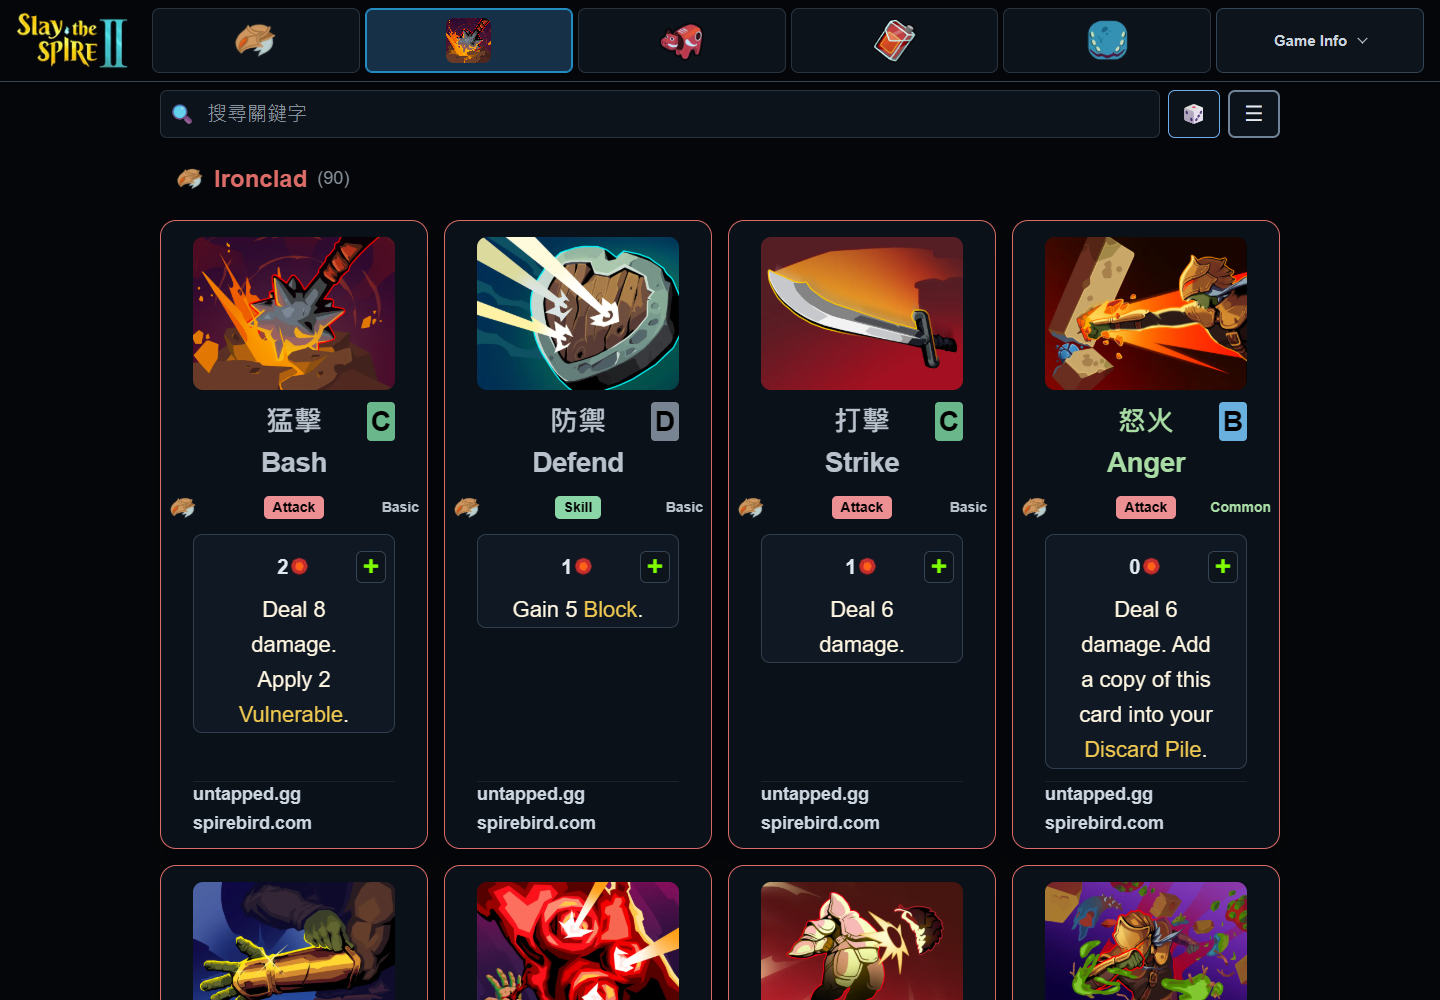 Slay the
SPIRE II
Game Info
搜尋關鍵字
Ironclad (90)
猛擊 C
Bash
Attack Basic
2 +
Deal 8
damage.
Apply 2
Vulnerable.
untapped.gg
spirebird.com
防禦 D
Defend
Skill Basic
1 +
Gain 5 Block.
untapped.gg
spirebird.com
打擊 C
Strike
Attack Basic
1 +
Deal 6
damage.
untapped.gg
spirebird.com
怒火 B
Anger
Attack Common
0 +
Deal 6
damage. Add
a copy of this
card into your
Discard Pile.
untapped.gg
spirebird.com